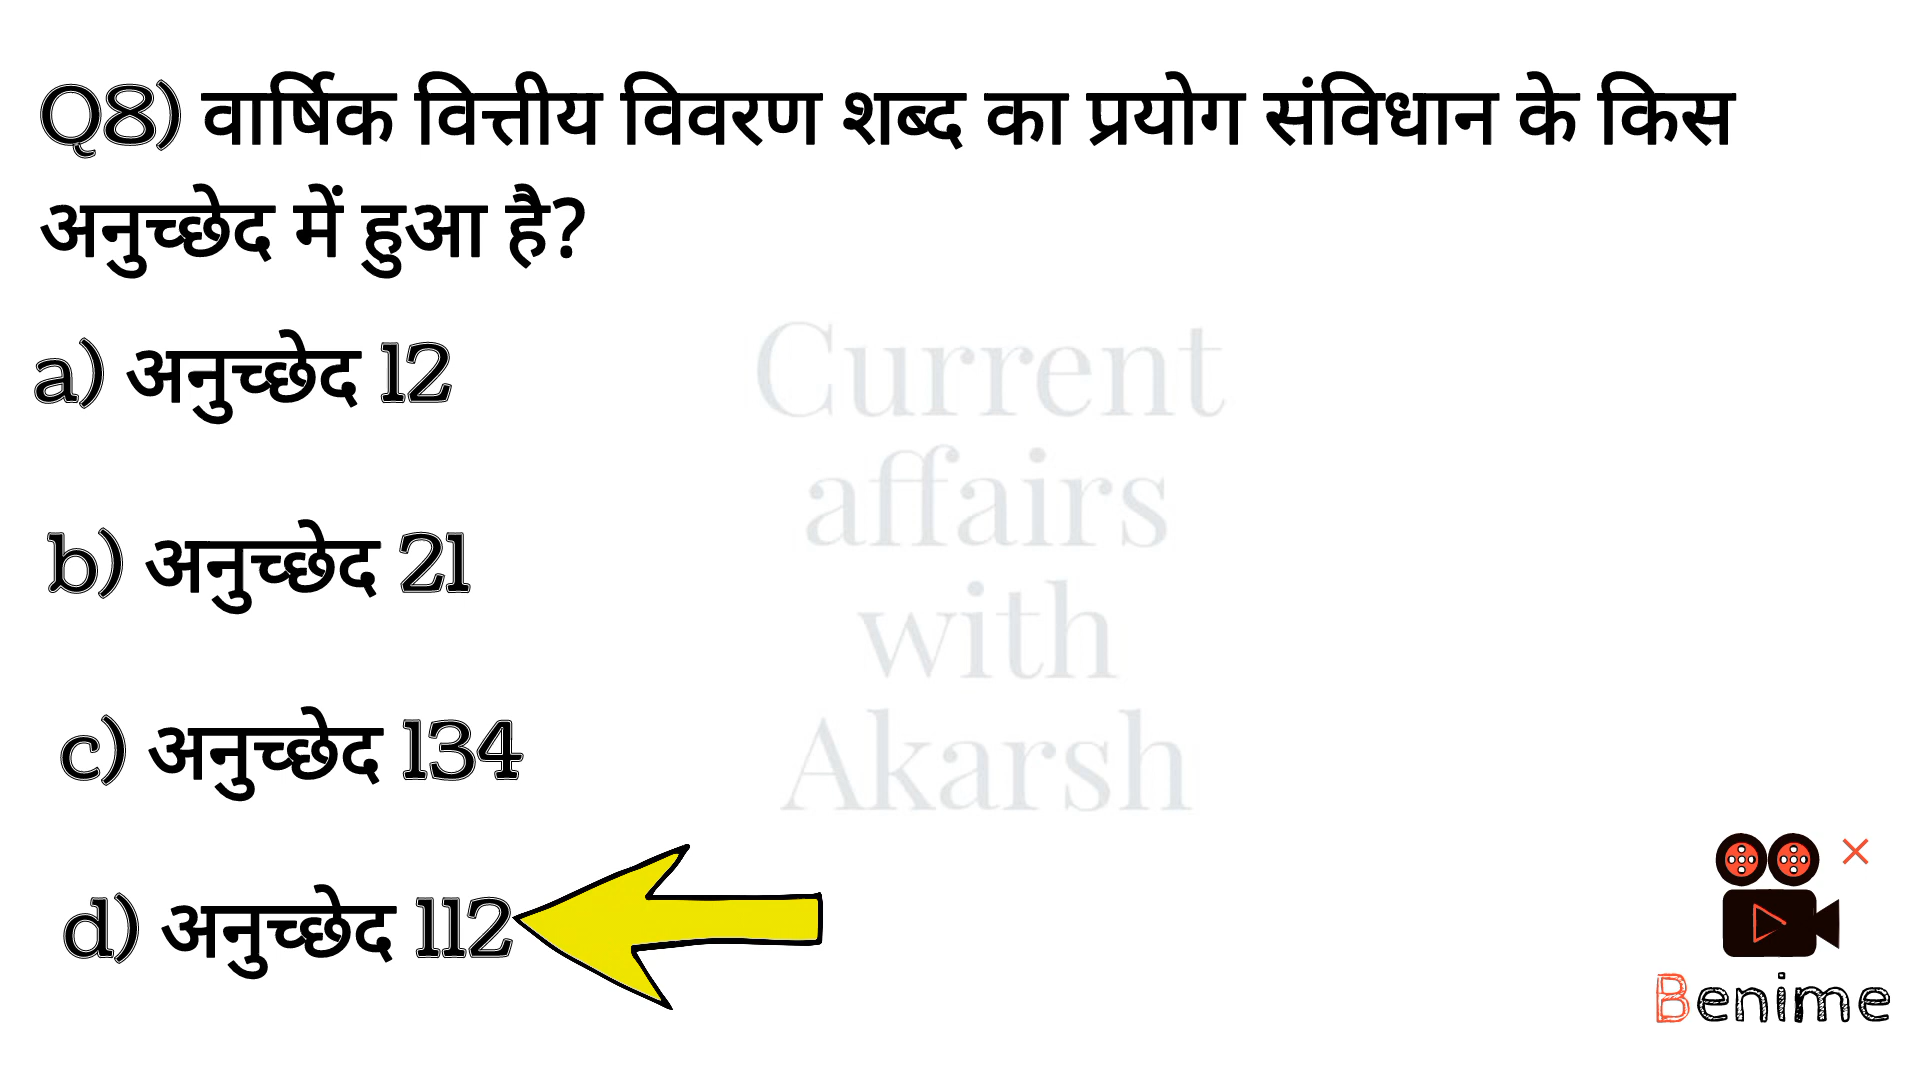 Q8) वार्षिक वित्तीय विवरण शब्द का प्रयोग संविधान के किस
अनुच्छेद में हुआ है?
a) अनुच्छेद 12
b) अनुच्छेद 21
c) अनुच्छेद 134
d) अनुच्छेद 112
Current
affairs
with
Akarsh
Benime